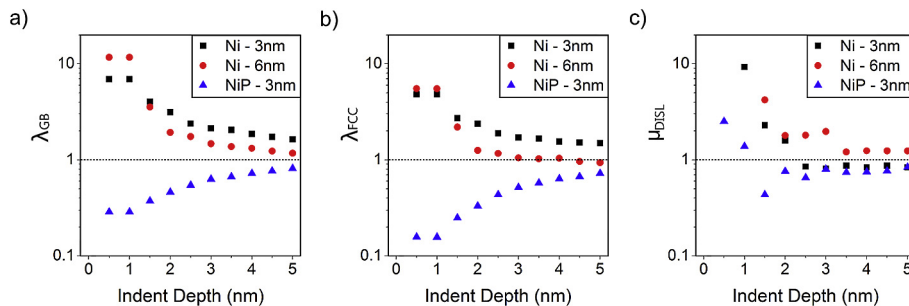 a)
10
1
0.1
λGB
0 1 2 3 4 5
Indent Depth (nm)
Ni - 3nm
Ni - 6nm
NiP - 3nm
b)
10
1
0.1
λFCC
0 1 2 3 4 5
Indent Depth (nm)
Ni - 3nm
Ni - 6nm
NiP - 3nm
c)
10
1
0.1
μDISL
0 1 2 3 4 5
Indent Depth (nm)
Ni - 3nm
Ni - 6nm
NiP - 3nm